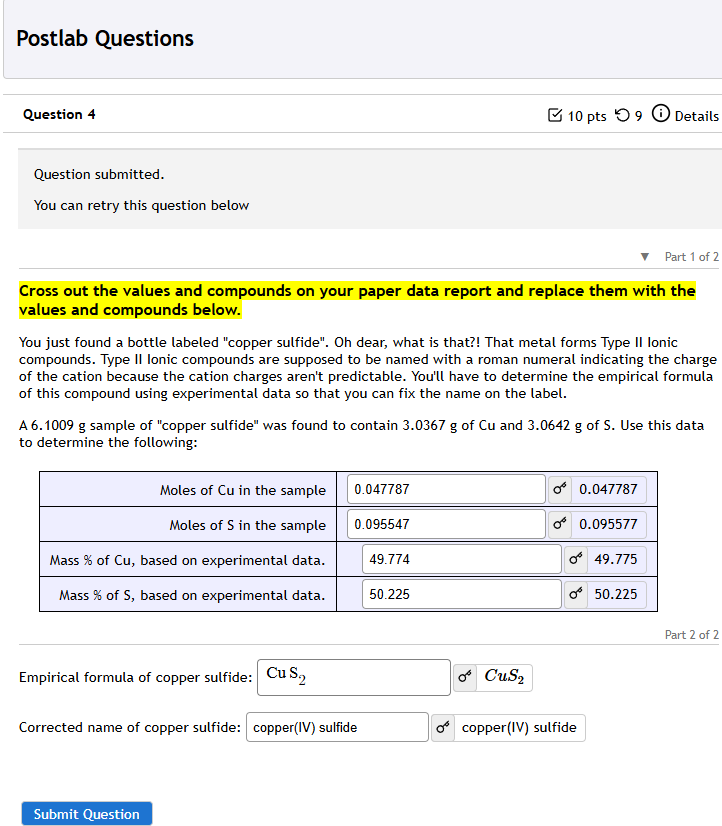 Postlab Questions
Question 4
10 pts 9 Details
Question submitted.
You can retry this question below
▼ Part 1 of 2
Cross out the values and compounds on your paper data report and replace them with the
values and compounds below.
You just found a bottle labeled "copper sulfide". Oh dear, what is that?! That metal forms Type II Ionic
compounds. Type II Ionic compounds are supposed to be named with a roman numeral indicating the charge
of the cation because the cation charges aren't predictable. You'll have to determine the empirical formula
of this compound using experimental data so that you can fix the name on the label.
A 6.1009 g sample of "copper sulfide" was found to contain 3.0367 g of Cu and 3.0642 g of S. Use this data
to determine the following:
Moles of Cu in the sample 0.047787 0.047787
Moles of S in the sample 0.095547 0.095577
Mass % of Cu, based on experimental data. 49.774 49.775
Mass % of S, based on experimental data. 50.225 50.225
Part 2 of 2
Empirical formula of copper sulfide: Cu S₂ CuS₂
Corrected name of copper sulfide: copper(IV) sulfide copper(IV) sulfide
Submit Question